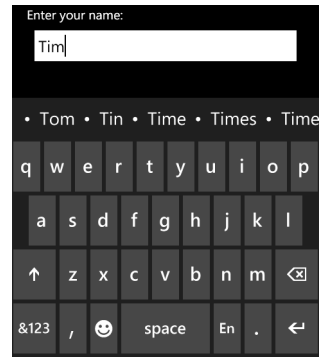 Enter your name:
Tim
• Tom • Tin • Time • Times • Time
q w e r t y u i o p
a s d f g h j k l
↑ z x c v b n m
&123 , space En . ↵